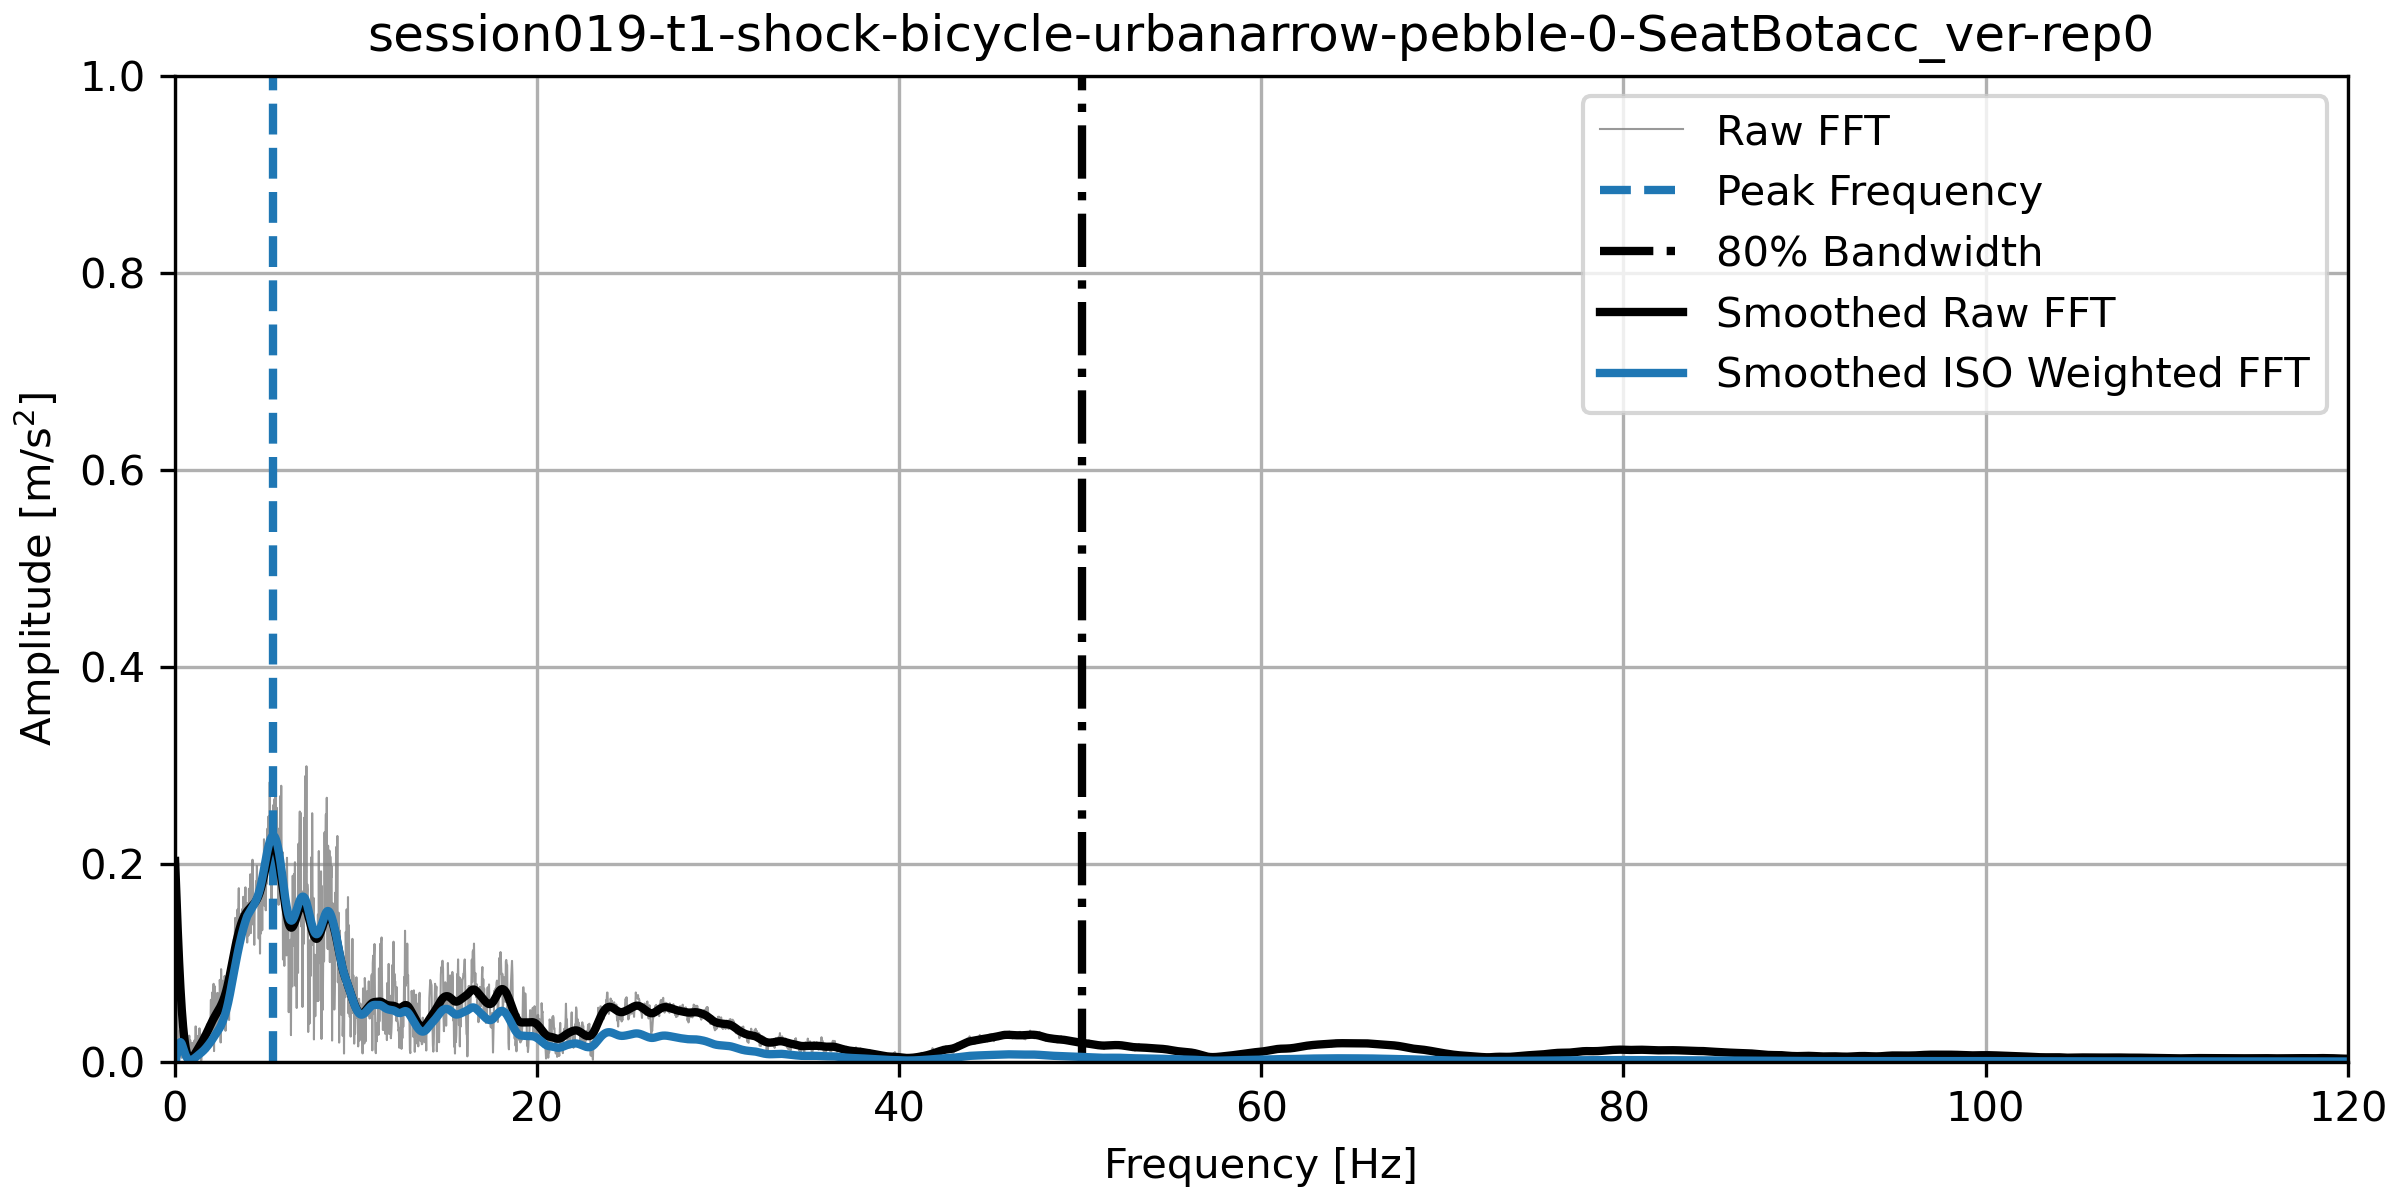 session019-t1-shock-bicycle-urbanarrow-pebble-0-SeatBotacc_ver-rep0
1.0
0.8
0.6
0.4
0.2
0.0
Amplitude [m/s²]
Raw FFT
Peak Frequency
80% Bandwidth
Smoothed Raw FFT
Smoothed ISO Weighted FFT
0 20 40 60 80 100 120
Frequency [Hz]